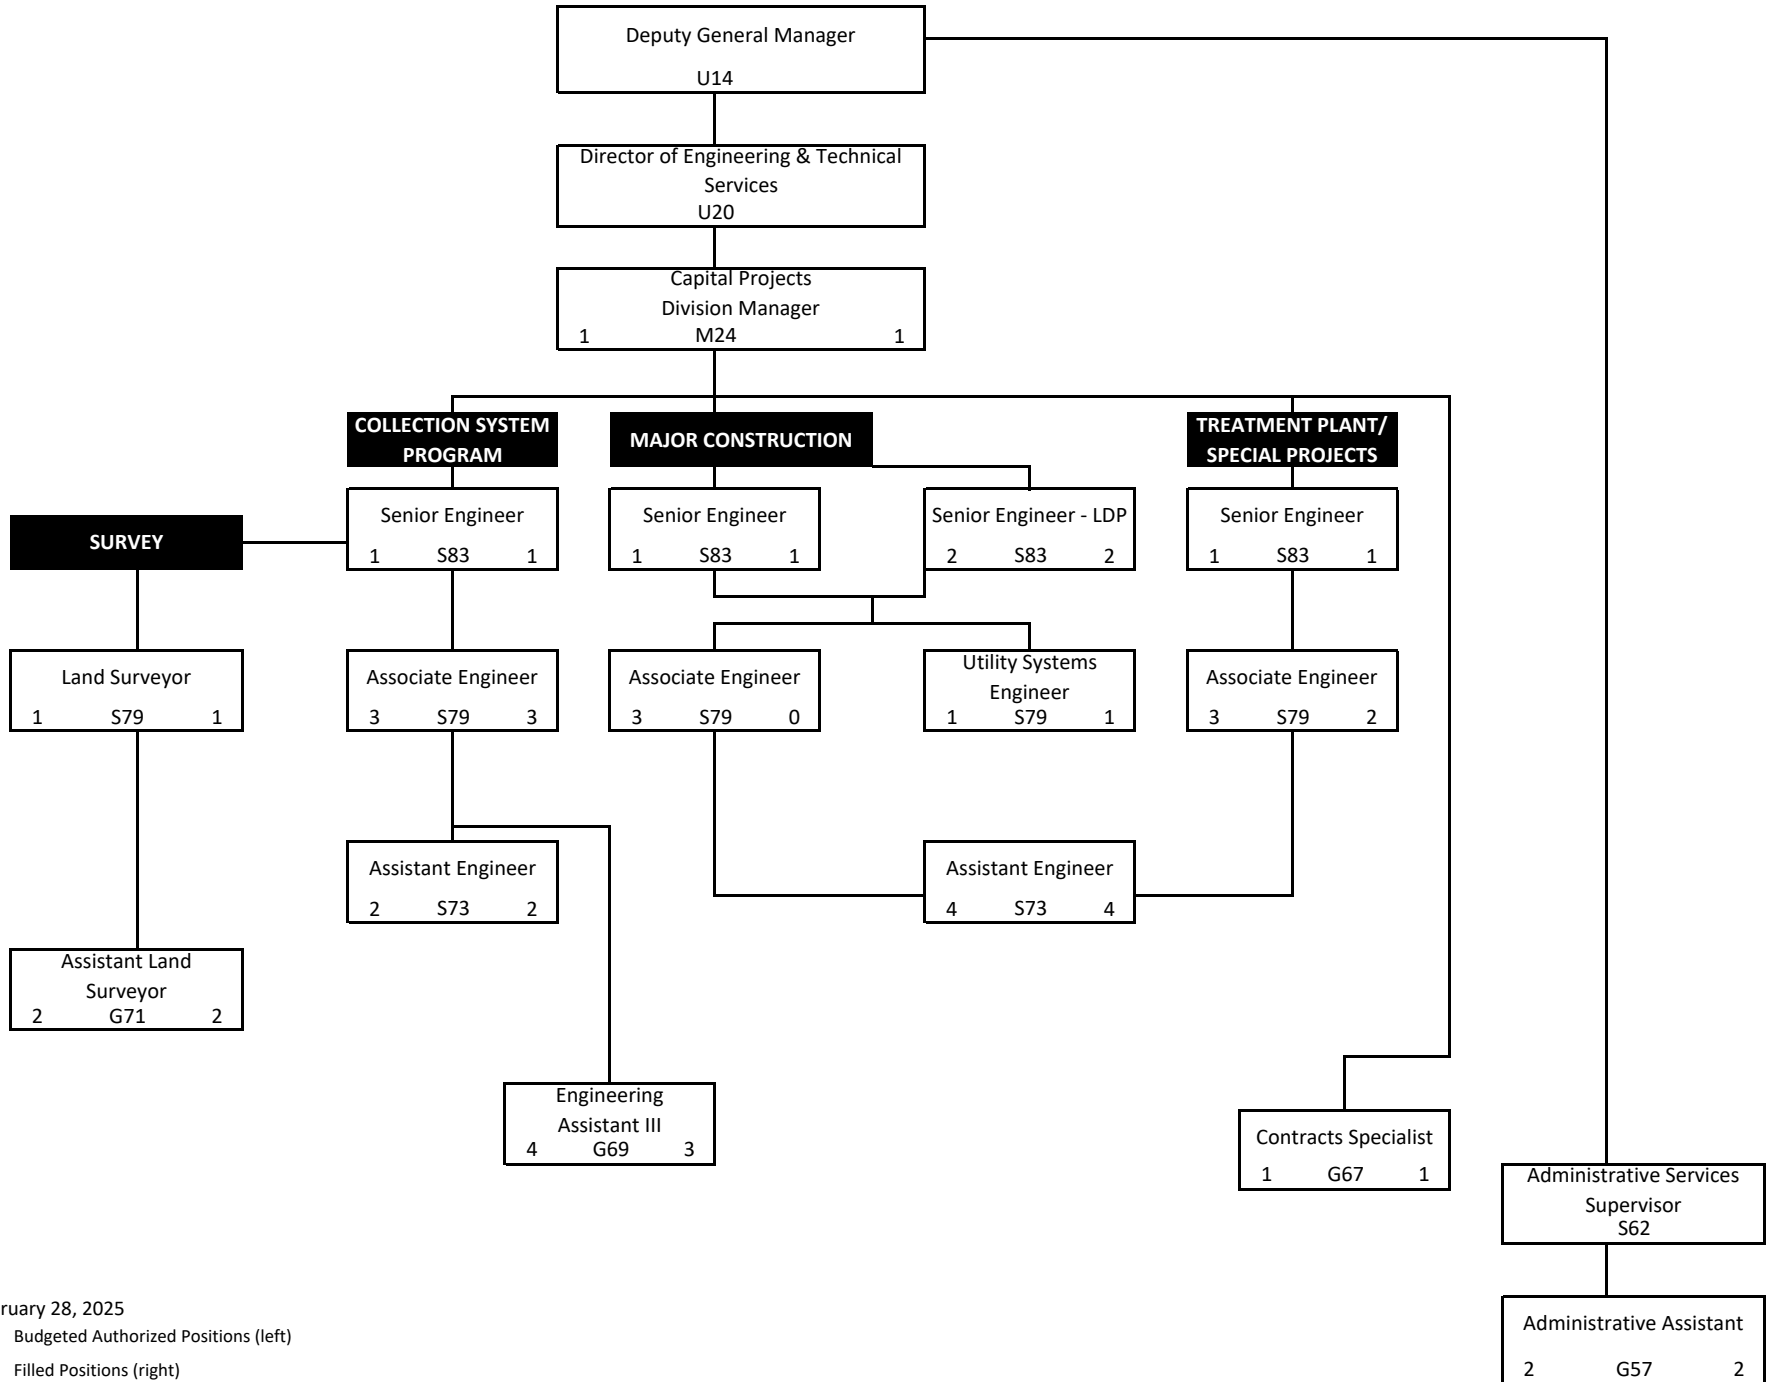 Deputy General Manager
U14
Director of Engineering & Technical
Services
U20
Capital Projects
Division Manager
1 M24 1
COLLECTION SYSTEM
PROGRAM
MAJOR CONSTRUCTION
TREATMENT PLANT/
SPECIAL PROJECTS
SURVEY
Senior Engineer
1 S83 1
Senior Engineer
1 S83 1
Senior Engineer - LDP
2 S83 2
Senior Engineer
1 S83 1
Land Surveyor
1 S79 1
Associate Engineer
3 S79 3
Associate Engineer
3 S79 0
Utility Systems
Engineer
1 S79 1
Associate Engineer
3 S79 2
Assistant Engineer
2 S73 2
Assistant Engineer
4 S73 4
Assistant Land
Surveyor
2 G71 2
Engineering
Assistant III
4 G69 3
Contracts Specialist
1 G67 1
Administrative Services
Supervisor
S62
Administrative Assistant
2 G57 2
ruary 28, 2025
Budgeted Authorized Positions (left)
Filled Positions (right)